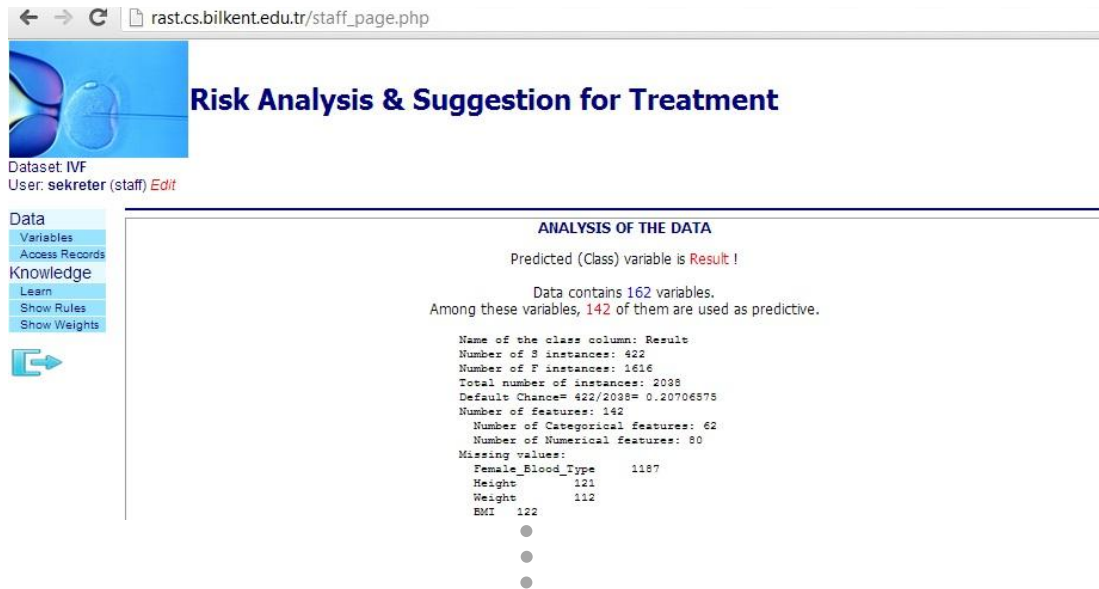 rast.cs.bilkent.edu.tr/staff_page.php
Risk Analysis & Suggestion for Treatment
Dataset: IVF
User: sekreter (staff) Edit
Data
Variables
Access Records
Knowledge
Learn
Show Rules
Show Weights
ANALYSIS OF THE DATA
Predicted (Class) variable is Result !
Data contains 162 variables.
Among these variables, 142 of them are used as predictive.
Name of the class column: Result
Number of S instances: 422
Number of F instances: 1616
Total number of instances: 2038
Default Chance= 422/2038= 0.20706575
Number of features: 142
Number of Categorical features: 62
Number of Numerical features: 80
Missing values:
Female_Blood_Type 1187
Height 121
Weight 112
BMI 122